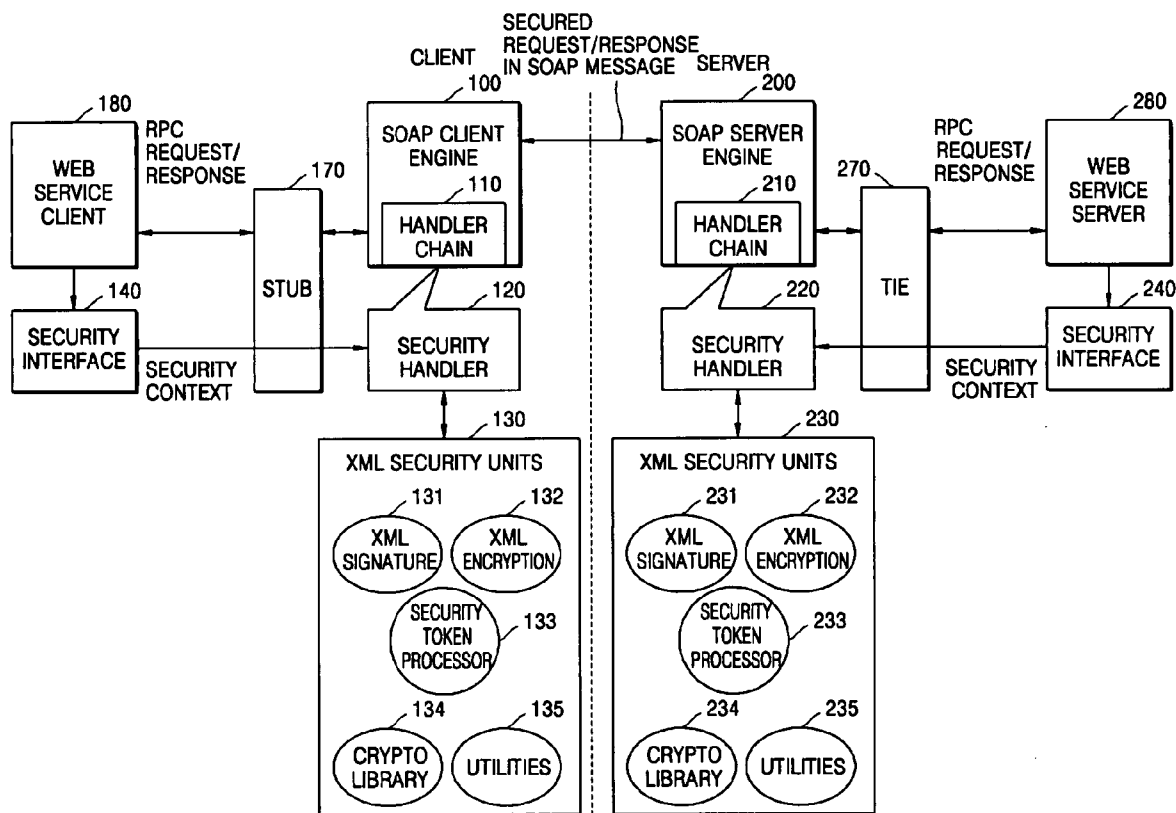 CLIENT
SECURED
REQUEST/RESPONSE
IN SOAP MESSAGE
SERVER
180
100
200
280
WEB
SERVICE
CLIENT
RPC
REQUEST/
RESPONSE
170
SOAP CLIENT
ENGINE
110
HANDLER
CHAIN
SOAP SERVER
ENGINE
210
HANDLER
CHAIN
270
RPC
REQUEST/
RESPONSE
WEB
SERVICE
SERVER
140
STUB
120
220
TIE
240
SECURITY
INTERFACE
SECURITY
CONTEXT
SECURITY
HANDLER
SECURITY
HANDLER
SECURITY
CONTEXT
SECURITY
INTERFACE
130
XML SECURITY UNITS
131
132
XML
SIGNATURE
XML
ENCRYPTION
SECURITY
TOKEN
PROCESSOR
133
134
135
CRYPTO
LIBRARY
UTILITIES
230
XML SECURITY UNITS
231
232
XML
SIGNATURE
XML
ENCRYPTION
SECURITY
TOKEN
PROCESSOR
233
234
235
CRYPTO
LIBRARY
UTILITIES